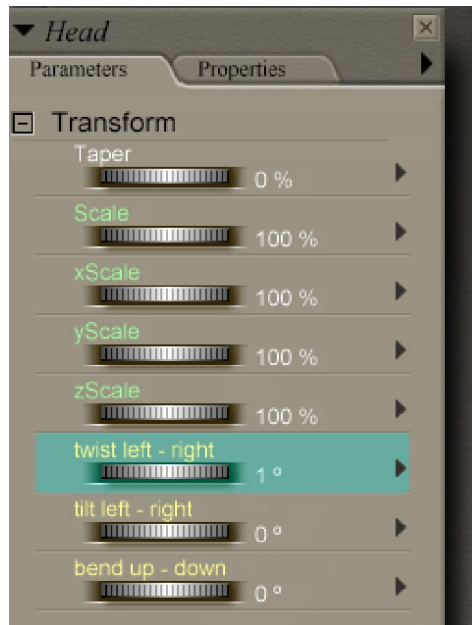 Head
Parameters Properties
Transform
Taper
0 %
Scale
100 %
xScale
100 %
yScale
100 %
zScale
100 %
twist left - right
1 º
tilt left - right
0 º
bend up - down
0 º